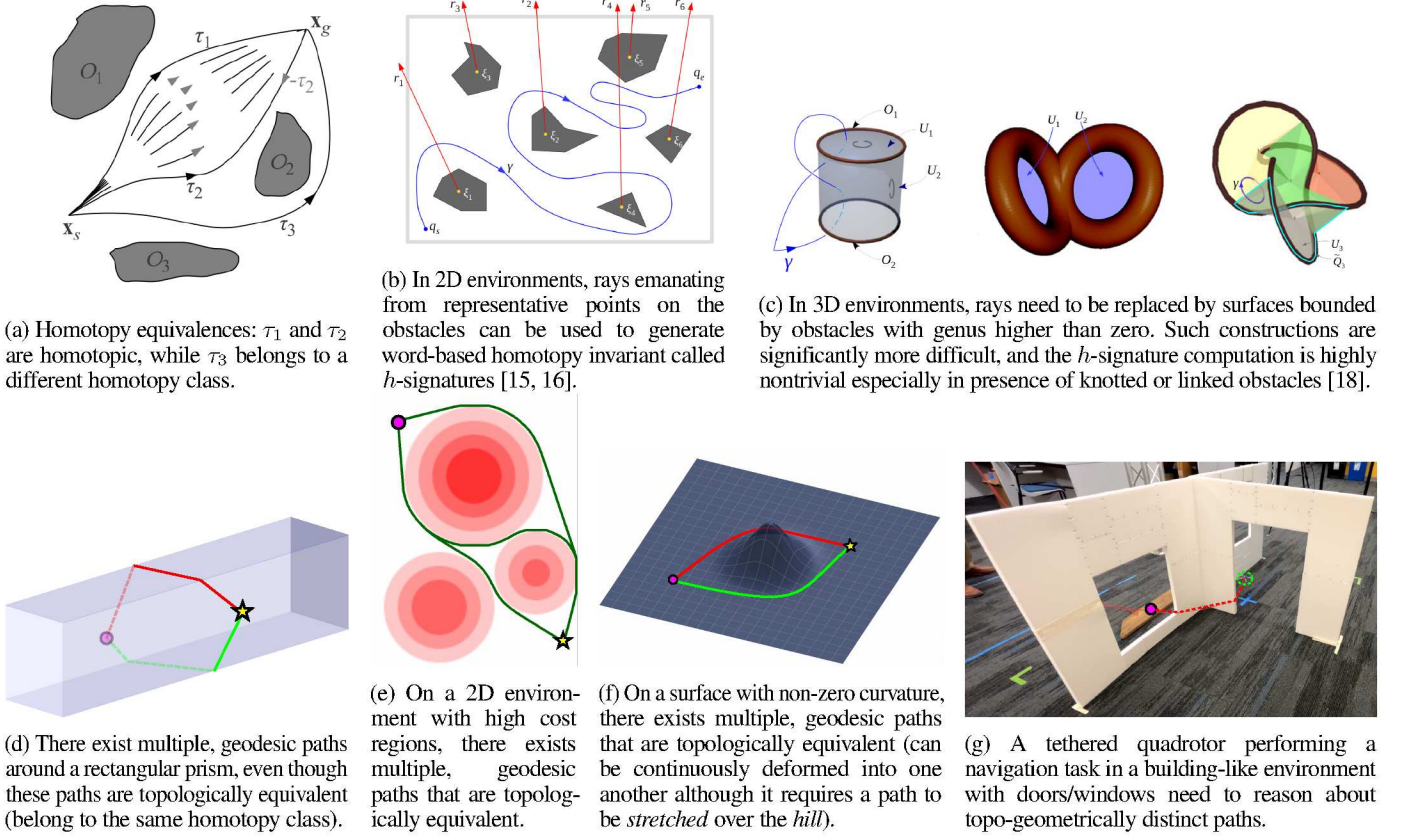 O1
τ1
xg
-τ2
O2
τ2
xs
τ3
O3
(a) Homotopy equivalences: τ1 and τ2
are homotopic, while τ3 belongs to a
different homotopy class.
r3
r2
r4
r5
r6
r1
ξ3
ξ5
qe
ξ2
ξ6
γ
ξ1
ξ4
qs
(b) In 2D environments, rays emanating
from representative points on the
obstacles can be used to generate
word-based homotopy invariant called
h-signatures [15, 16].
O1
U1
U2
γ
O2
U1
U2
γ
U3
Q̃3
(c) In 3D environments, rays need to be replaced by surfaces bounded
by obstacles with genus higher than zero. Such constructions are
significantly more difficult, and the h-signature computation is highly
nontrivial especially in presence of knotted or linked obstacles [18].
(d) There exist multiple, geodesic paths
around a rectangular prism, even though
these paths are topologically equivalent
(belong to the same homotopy class).
(e) On a 2D environ-
ment with high cost
regions, there exists
multiple, geodesic
paths that are topolog-
ically equivalent.
(f) On a surface with non-zero curvature,
there exists multiple, geodesic paths
that are topologically equivalent (can
be continuously deformed into one
another although it requires a path to
be stretched over the hill).
(g) A tethered quadrotor performing a
navigation task in a building-like environment
with doors/windows need to reason about
topo-geometrically distinct paths.